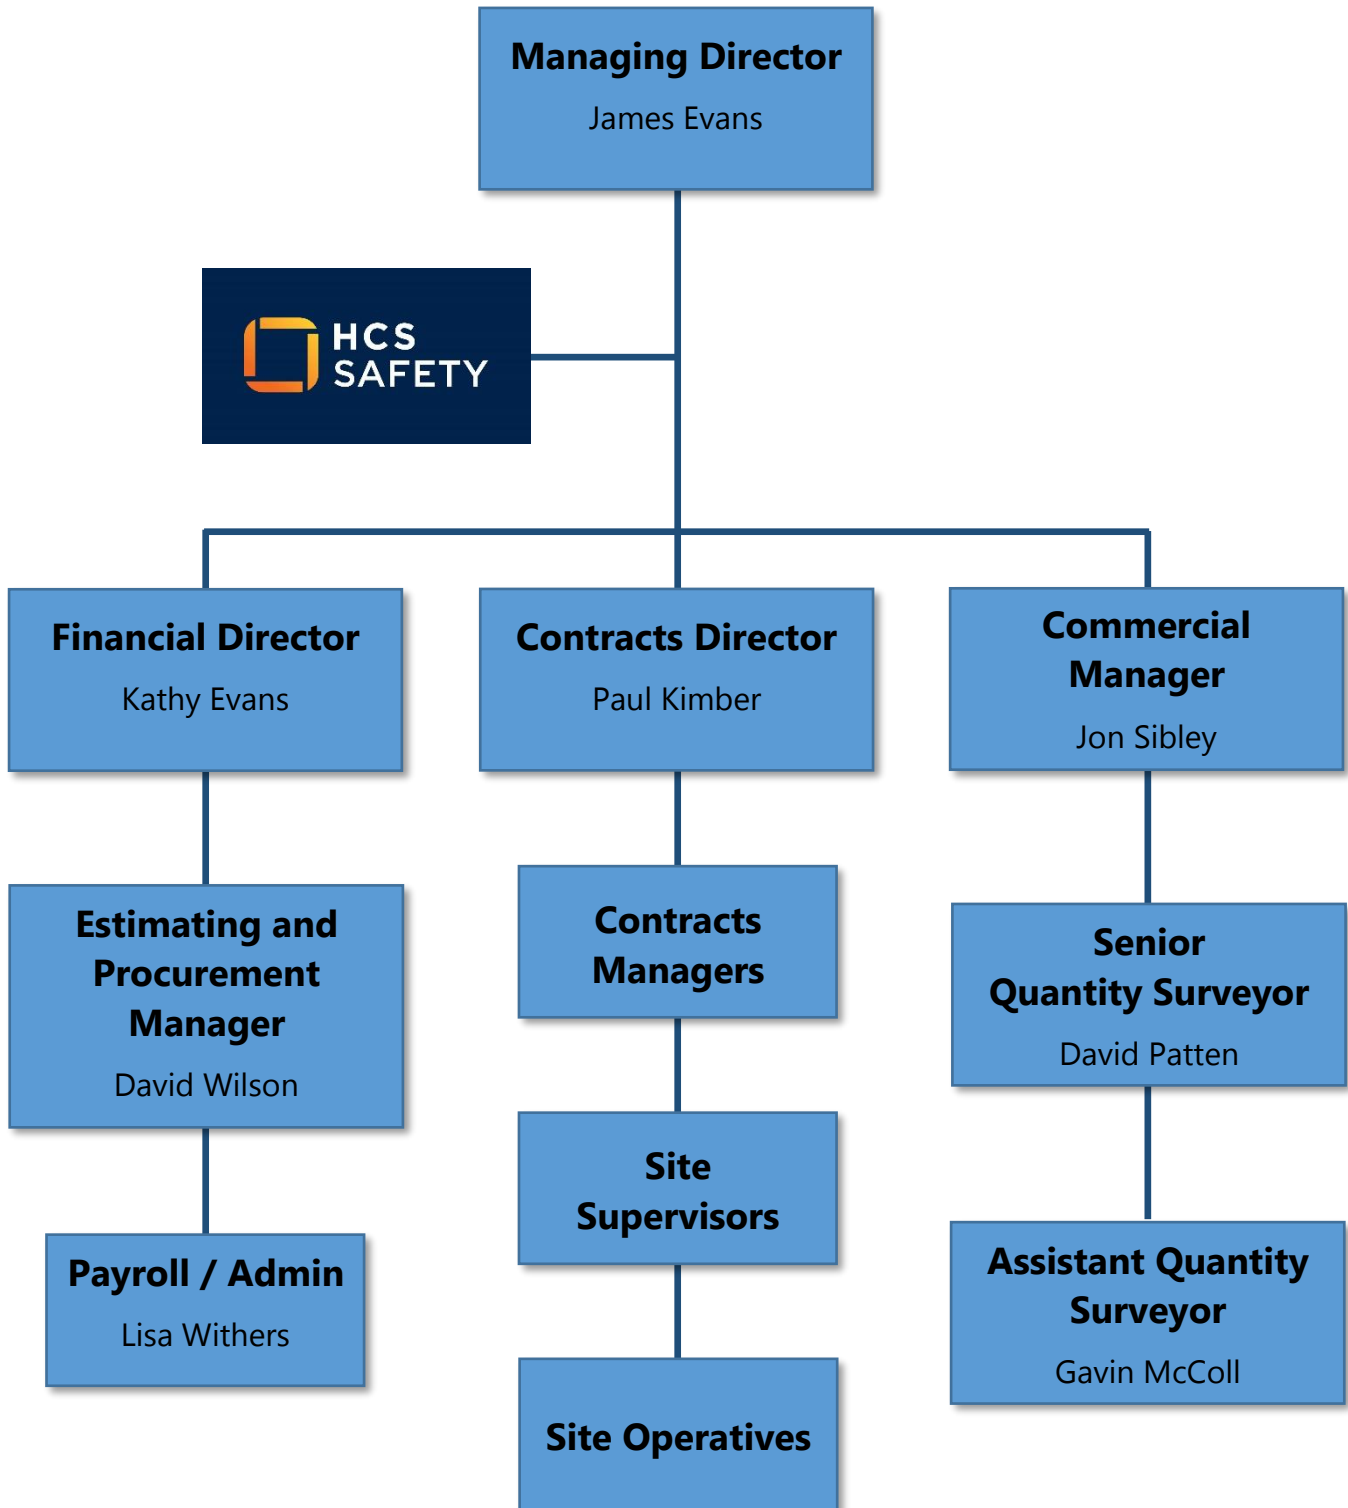 Managing Director
James Evans
HCS
SAFETY
Financial Director
Kathy Evans
Contracts Director
Paul Kimber
Commercial
Manager
Jon Sibley
Estimating and
Procurement
Manager
David Wilson
Contracts
Managers
Senior
Quantity Surveyor
David Patten
Site
Supervisors
Payroll / Admin
Lisa Withers
Assistant Quantity
Surveyor
Gavin McColl
Site Operatives